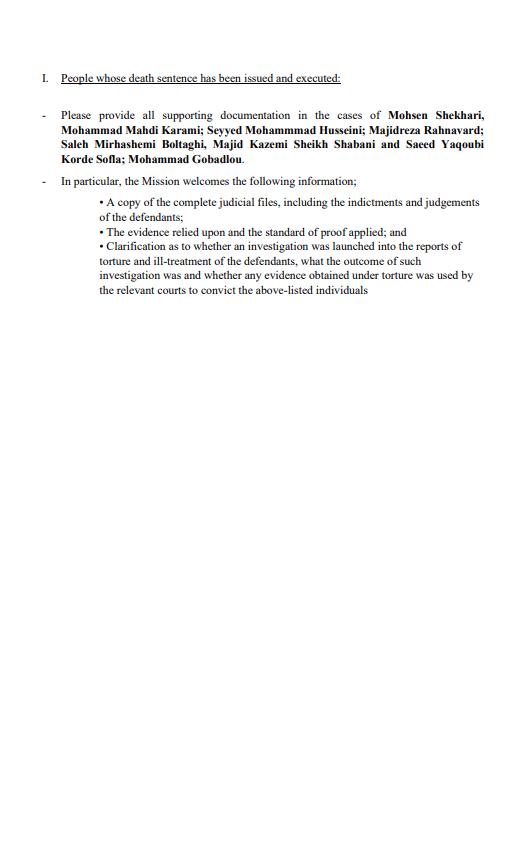 I. People whose death sentence has been issued and executed:
- Please provide all supporting documentation in the cases of Mohsen Shekhari,
Mohammad Mahdi Karami; Seyyed Mohammmad Husseini; Majidreza Rahnavard;
Saleh Mirhashemi Boltaghi, Majid Kazemi Sheikh Shabani and Saeed Yaqoubi
Korde Sofla; Mohammad Gobadlou.
- In particular, the Mission welcomes the following information;
• A copy of the complete judicial files, including the indictments and judgements
of the defendants;
• The evidence relied upon and the standard of proof applied; and
• Clarification as to whether an investigation was launched into the reports of
torture and ill-treatment of the defendants, what the outcome of such
investigation was and whether any evidence obtained under torture was used by
the relevant courts to convict the above-listed individuals